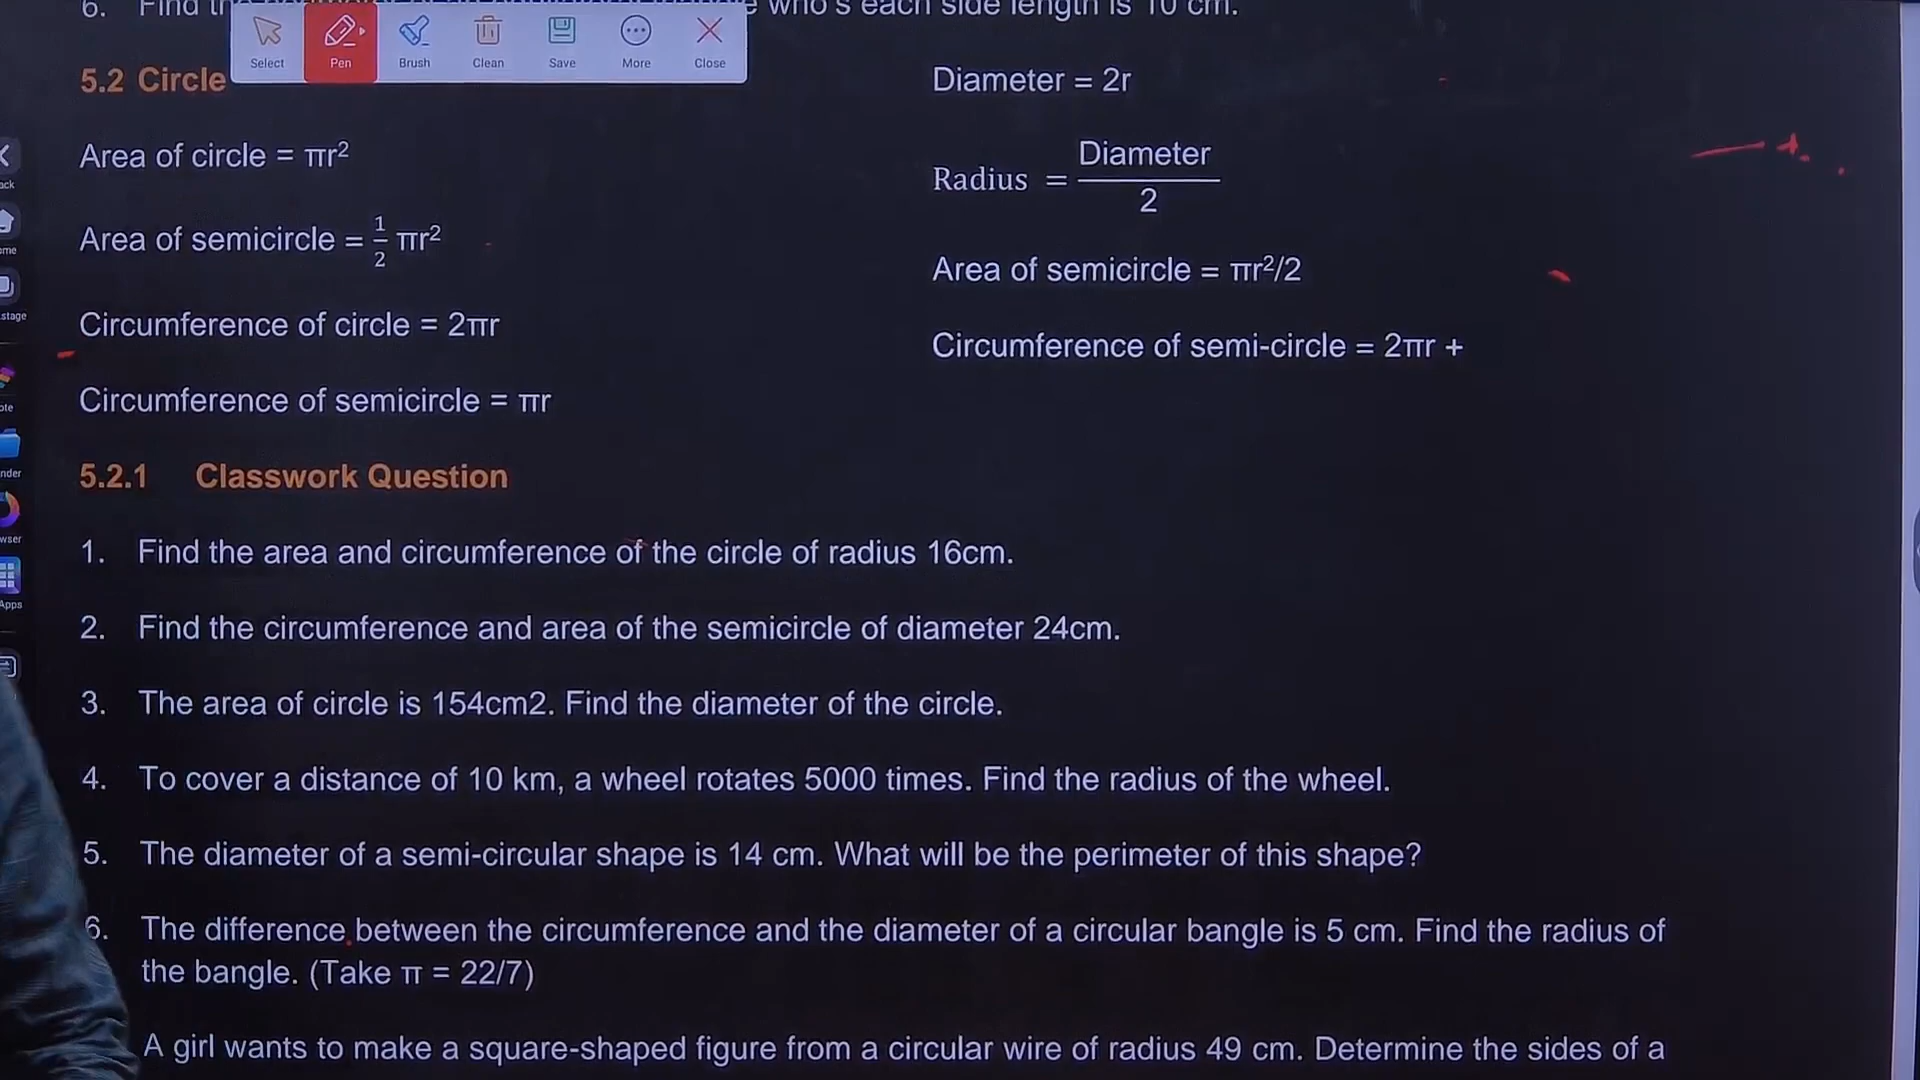 6. Find the
who's each side length is 10 cm.
Select
Pen
Brush
Clean
Save
More
Close
5.2 Circle
Area of circle = πr²
Area of semicircle = 1/2 πr²
Circumference of circle = 2πr
Circumference of semicircle = πr
Diameter = 2r
Radius = Diameter/2
Area of semicircle = πr²/2
Circumference of semi-circle = 2πr +
5.2.1 Classwork Question
1. Find the area and circumference of the circle of radius 16cm.
2. Find the circumference and area of the semicircle of diameter 24cm.
3. The area of circle is 154cm2. Find the diameter of the circle.
4. To cover a distance of 10 km, a wheel rotates 5000 times. Find the radius of the wheel.
5. The diameter of a semi-circular shape is 14 cm. What will be the perimeter of this shape?
6. The difference between the circumference and the diameter of a circular bangle is 5 cm. Find the radius of
the bangle. (Take π = 22/7)
A girl wants to make a square-shaped figure from a circular wire of radius 49 cm. Determine the sides of a
Apps